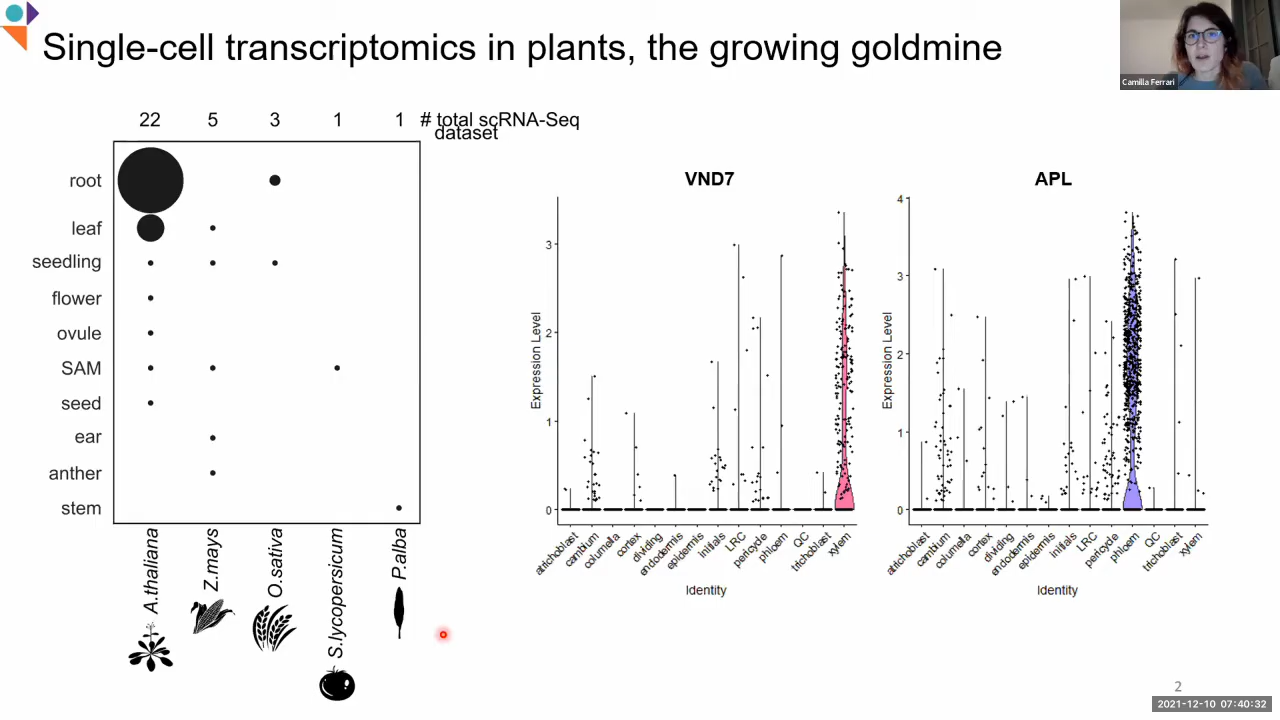 Single-cell transcriptomics in plants, the growing goldmine
Camilla Ferrari
22 5 3 1 1 # total scRNA-Seq
dataset
root
leaf
seedling
flower
ovule
SAM
seed
ear
anther
stem
A.thaliana
Z.mays
O.sativa
S.lycopersicum
P.alba
VND7
Expression Level
3
2
1
0
atrichoblast
cambium
columella
cortex
dividing
endodermis
epidermis
initials
LRC
pericycle
phloem
QC
trichoblast
xylem
Identity
APL
Expression Level
4
3
2
1
0
atrichoblast
cambium
columella
cortex
dividing
endodermis
epidermis
initials
LRC
pericycle
phloem
QC
trichoblast
xylem
Identity
2
2021-12-10 07:40:32